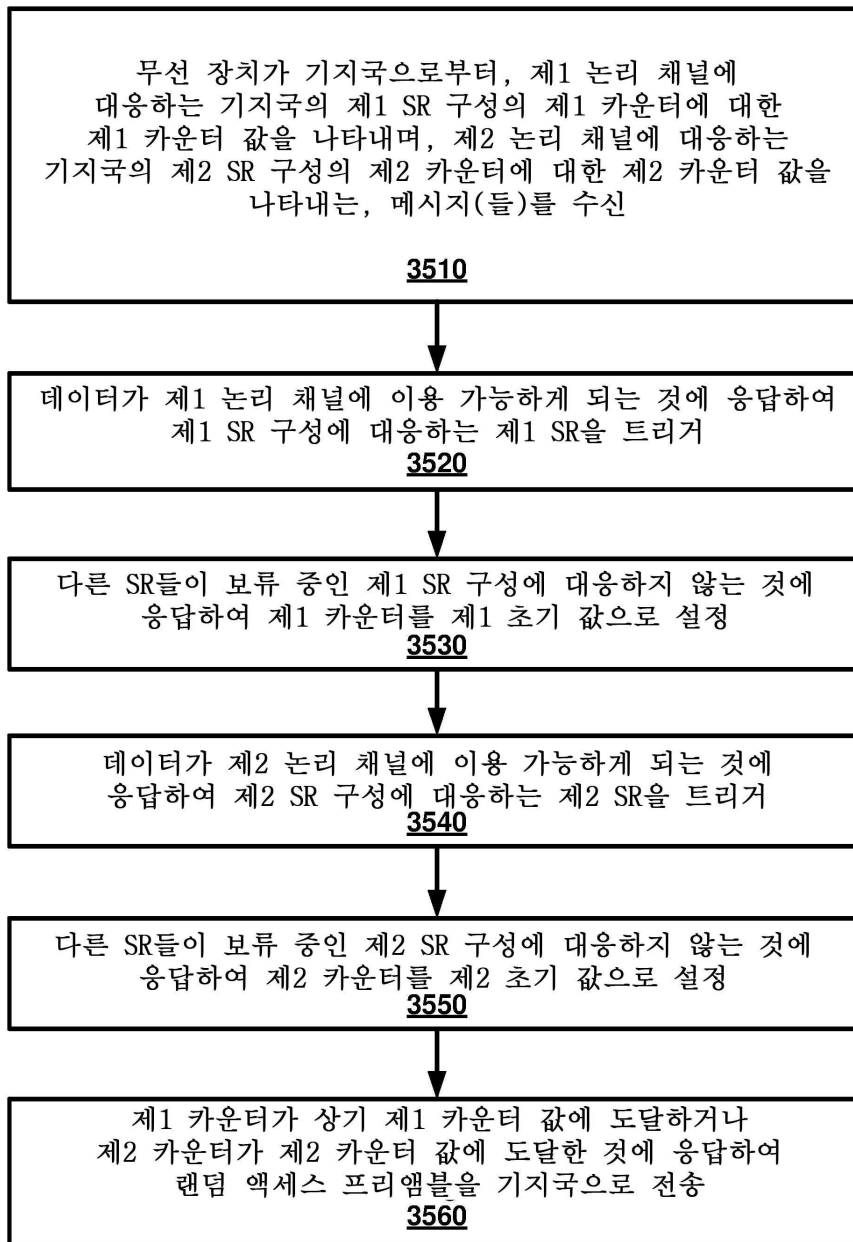 무선 장치가 기지국으로부터, 제1 논리 채널에
대응하는 기지국의 제1 SR 구성의 제1 카운터에 대한
제1 카운터 값을 나타내며, 제2 논리 채널에 대응하는
기지국의 제2 SR 구성의 제2 카운터에 대한 제2 카운터 값을
나타내는, 메시지(들)를 수신
3510
데이터가 제1 논리 채널에 이용 가능하게 되는 것에 응답하여
제1 SR 구성에 대응하는 제1 SR을 트리거
3520
다른 SR들이 보류 중인 제1 SR 구성에 대응하지 않는 것에
응답하여 제1 카운터를 제1 초기 값으로 설정
3530
데이터가 제2 논리 채널에 이용 가능하게 되는 것에
응답하여 제2 SR 구성에 대응하는 제2 SR을 트리거
3540
다른 SR들이 보류 중인 제2 SR 구성에 대응하지 않는 것에
응답하여 제2 카운터를 제2 초기 값으로 설정
3550
제1 카운터가 상기 제1 카운터 값에 도달하거나
제2 카운터가 제2 카운터 값에 도달한 것에 응답하여
랜덤 액세스 프리앰블을 기지국으로 전송
3560